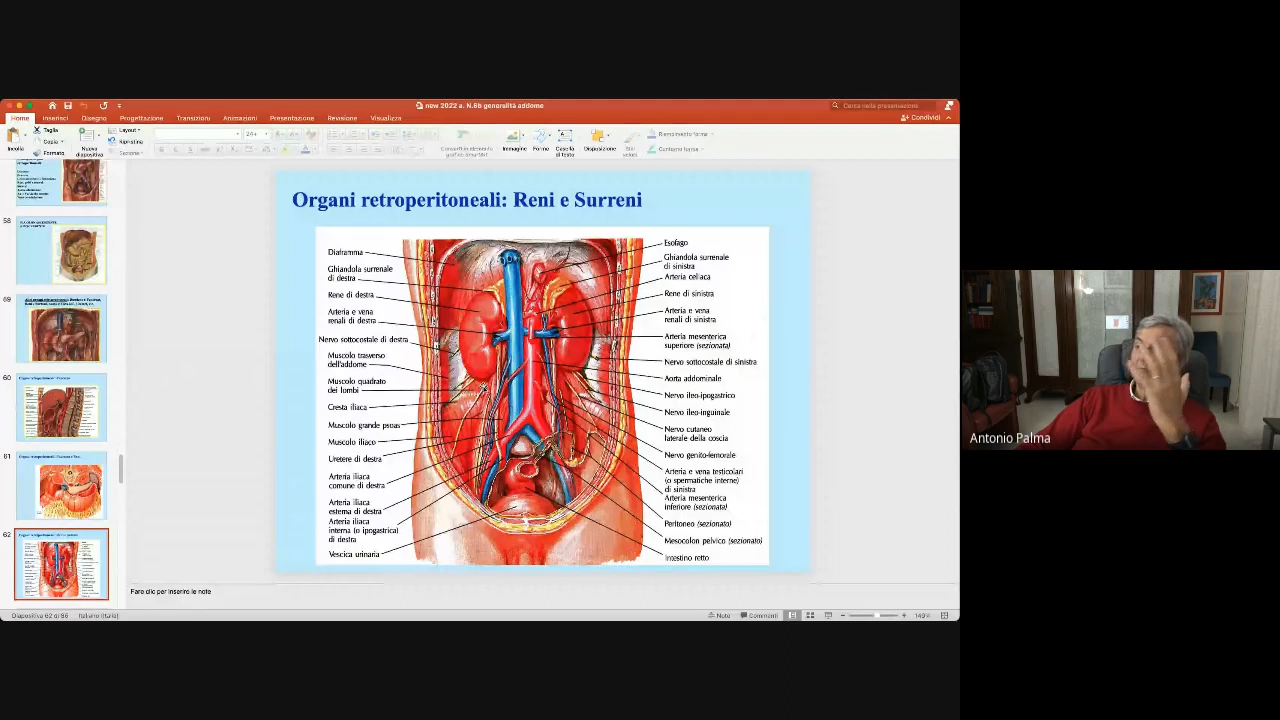 new 2022 a. N.6b generalità addome
Cerca nella presentazione
Home Inserisci Disegno Progettazione Transizioni Animazioni Presentazione Revisione Visualizza
Condividi
Incolla
Taglia
Copia
Formato
Nuova
diapositiva
Layout
Ripristina
Sezione
24+
Converti in elemento
grafico SmartArt
Immagine
Forme
Casella
di testo
Disposizione
Stili
veloci
Riempimento forma
Contorno forma
58
59
60
61
62
Organi retroperitoneali: Reni e Surreni
Diaframma
Ghiandola surrenale
di destra
Rene di destra
Arteria e vena
renali di destra
Nervo sottocostale di destra
Muscolo trasverso
dell'addome
Muscolo quadrato
dei lombi
Cresta iliaca
Muscolo grande psoas
Muscolo iliaco
Uretere di destra
Arteria iliaca
comune di destra
Arteria iliaca
esterna di destra
Arteria iliaca
interna (o ipogastrica)
di destra
Vescica urinaria
Esofago
Ghiandola surrenale
di sinistra
Arteria celiaca
Rene di sinistra
Arteria e vena
renali di sinistra
Arteria mesenterica
superiore (sezionata)
Nervo sottocostale di sinistra
Aorta addominale
Nervo ileo-ipogastrico
Nervo ileo-inguinale
Nervo cutaneo
laterale della coscia
Nervo genito-femorale
Arteria e vena testicolari
(o spermatiche interne)
di sinistra
Arteria mesenterica
inferiore (sezionata)
Peritoneo (sezionato)
Mesocolon pelvico (sezionato)
Intestino retto
Fare clic per inserire le note
Diapositiva 62 di 86 Italiano (Italia)
Note Commenti 149%
Antonio Palma